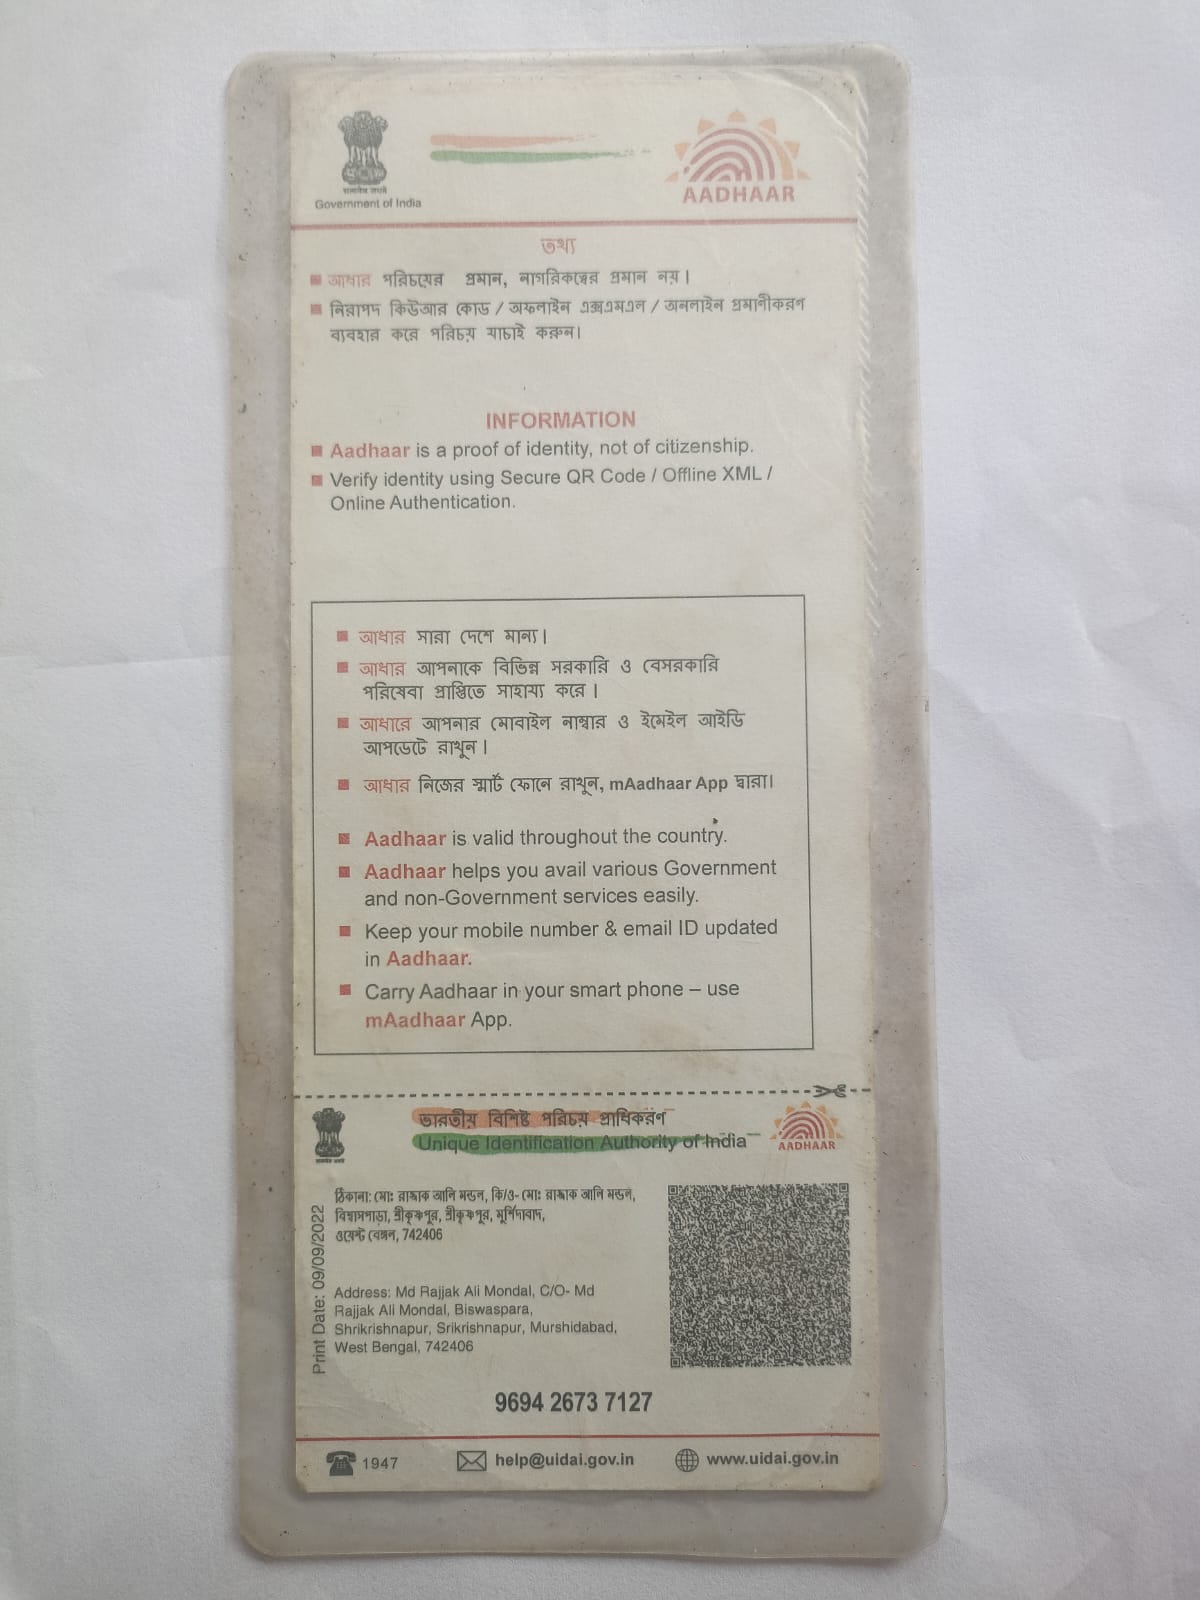 सत्यमेव जयते
Government of India
AADHAAR
তথ্য
আধার পরিচয়ের প্রমান, নাগরিকত্বের প্রমান নয়।
নিরাপদ কিউআর কোড / অফলাইন এক্সএমএল / অনলাইন প্রমাণীকরণ
ব্যবহার করে পরিচয় যাচাই করুন।
INFORMATION
Aadhaar is a proof of identity, not of citizenship.
Verify identity using Secure QR Code / Offline XML /
Online Authentication.
আধার সারা দেশে মান্য।
আধার আপনাকে বিভিন্ন সরকারি ও বেসরকারি
পরিষেবা প্রাপ্তিতে সাহায্য করে।
আধারে আপনার মোবাইল নাম্বার ও ইমেইল আইডি
আপডেটে রাখুন।
আধার নিজের স্মার্ট ফোনে রাখুন, mAadhaar App দ্বারা।
Aadhaar is valid throughout the country.
Aadhaar helps you avail various Government
and non-Government services easily.
Keep your mobile number & email ID updated
in Aadhaar.
Carry Aadhaar in your smart phone – use
mAadhaar App.
ভারতীয় বিশিষ্ট পরিচয় প্রাধিকরণ
Unique Identification Authority of India
AADHAAR
ঠিকানা: মোঃ রাজ্জাক আলি মন্ডল, কি/ও- মোঃ রাজ্জাক আলি মন্ডল,
বিশ্বাসপাড়া, শ্রীকৃষ্ণপুর, শ্রীকৃষ্ণপুর, মুর্শিদাবাদ,
ওয়েস্ট বেঙ্গল, 742406
Print Date: 09/09/2022
Address: Md Rajjak Ali Mondal, C/O- Md
Rajjak Ali Mondal, Biswaspara,
Shrikrishnapur, Srikrishnapur, Murshidabad,
West Bengal, 742406
9694 2673 7127
1947
help@uidai.gov.in
www.uidai.gov.in